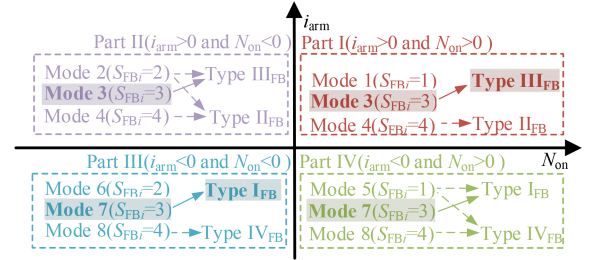 i_arm
Part II(i_arm>0 and N_on<0) Part I(i_arm>0 and N_on>0)
Mode 2(S_FBi=2) Type III_FB
Mode 3(S_FBi=3)
Mode 4(S_FBi=4) Type II_FB
Mode 1(S_FBi=1) Type III_FB
Mode 3(S_FBi=3)
Mode 4(S_FBi=4) Type II_FB
Part III(i_arm<0 and N_on<0) Part IV(i_arm<0 and N_on>0) N_on
Mode 6(S_FBi=2) Type I_FB
Mode 7(S_FBi=3)
Mode 8(S_FBi=4) Type IV_FB
Mode 5(S_FBi=1) Type I_FB
Mode 7(S_FBi=3)
Mode 8(S_FBi=4) Type IV_FB